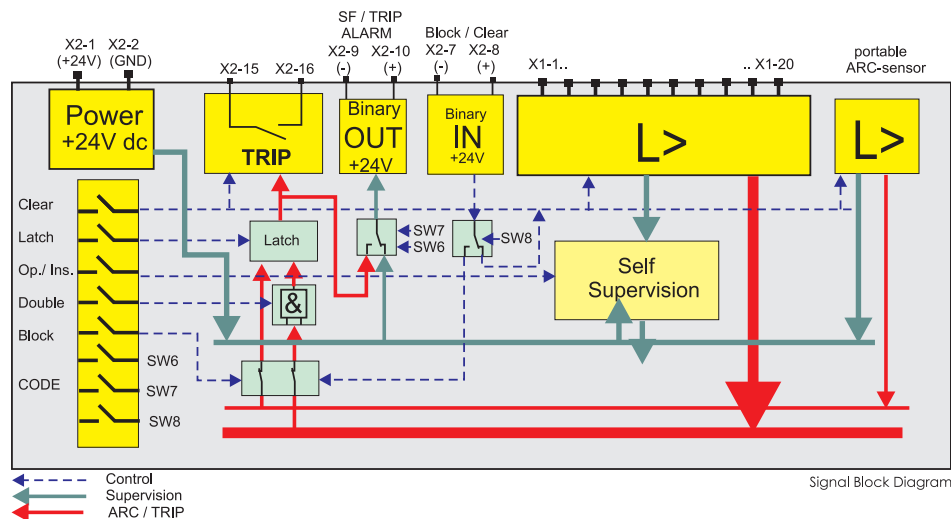 SF / TRIP
ALARM
X2-1
(+24V)
X2-2
(GND)
X2-15
X2-16
X2-9
(-)
X2-10
(+)
Block / Clear
X2-7
(-)
X2-8
(+)
X1-1..
.. X1-20
portable
ARC-sensor
Power
+24V dc
TRIP
Binary
OUT
+24V
Binary
IN
+24V
L>
L>
Clear
Latch
Op./ Ins.
Double
Block
CODE
SW6
SW7
SW8
Latch
&
SW7
SW6
SW8
Self
Supervision
Control
Supervision
ARC / TRIP
Signal Block Diagram